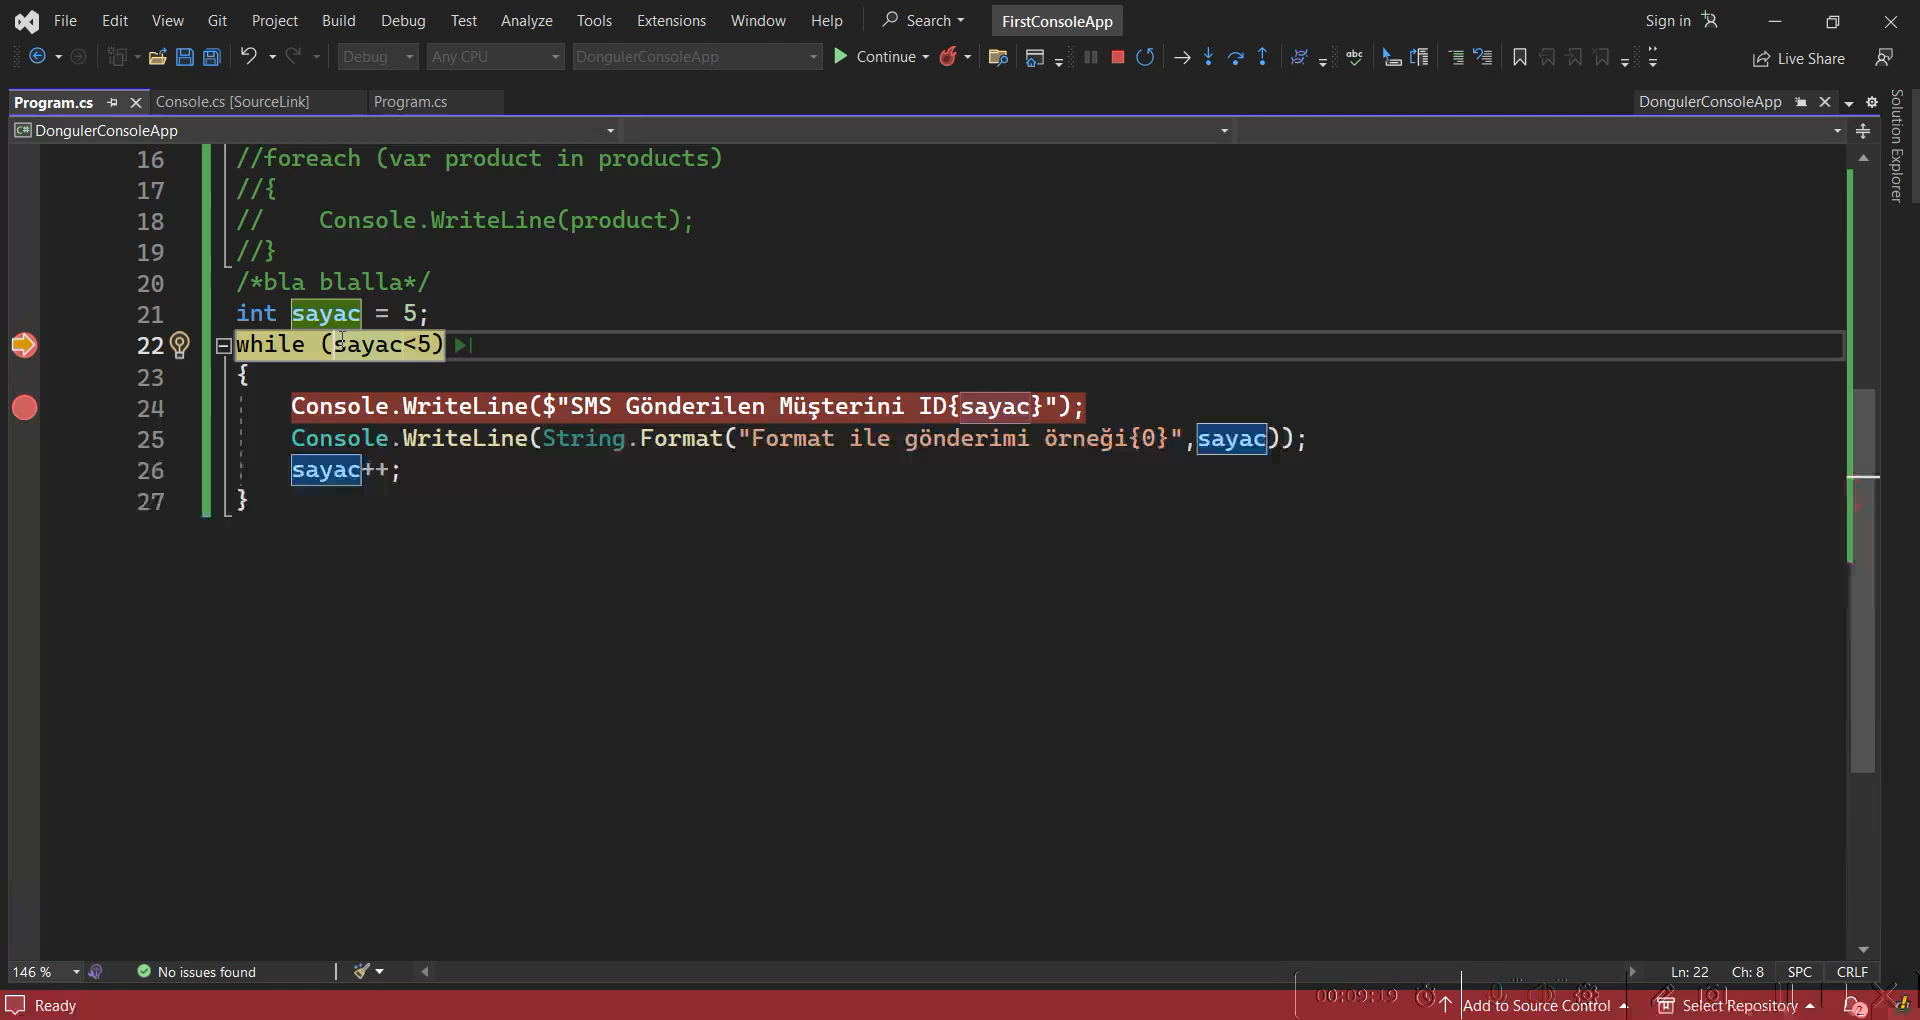 File Edit View Git Project Build Debug Test Analyze Tools Extensions Window Help Search FirstConsoleApp Sign in
Debug Any CPU DongulerConsoleApp Continue Live Share
Program.cs Console.cs [SourceLink] Program.cs DongulerConsoleApp
C# DongulerConsoleApp
Solution Explorer
16 //foreach (var product in products)
17 //{
18 //    Console.WriteLine(product);
19 //}
20 /*bla blalla*/
21 int sayac = 5;
22 while (sayac<5)
23 {
24 Console.WriteLine($"SMS Gönderilen Müşterini ID{sayac}");
25 Console.WriteLine(String.Format("Format ile gönderimi örneği{0}",sayac));
26 sayac++;
27 }
146 % No issues found Ln: 22 Ch: 8 SPC CRLF
Ready 00:09:19 Add to Source Control Select Repository 2